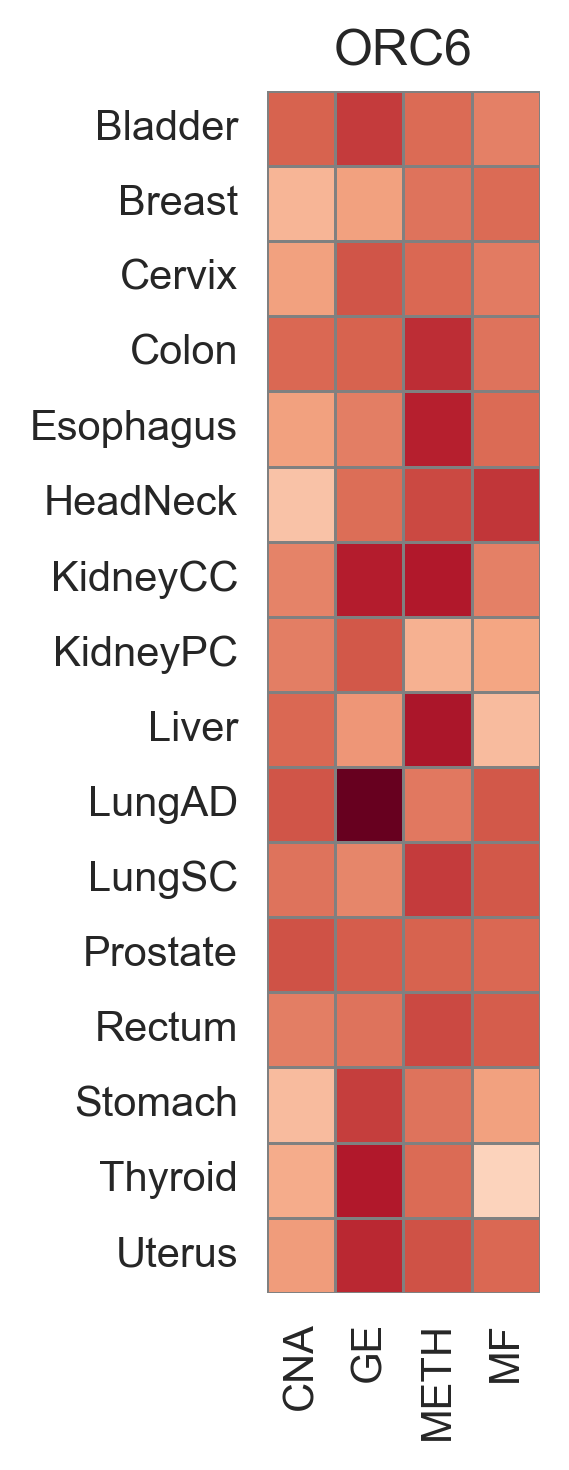 ORC6
Bladder
Breast
Cervix
Colon
Esophagus
HeadNeck
KidneyCC
KidneyPC
Liver
LungAD
LungSC
Prostate
Rectum
Stomach
Thyroid
Uterus
CNA
GE
METH
MF